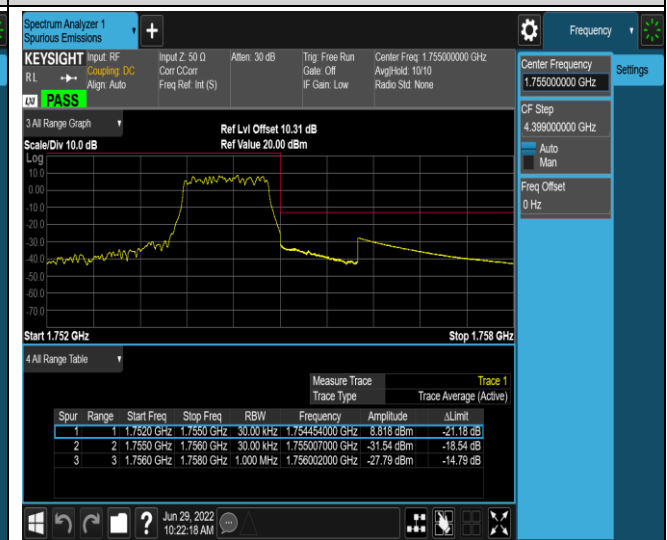 Spectrum Analyzer 1
Spurious Emissions
Frequency
KEYSIGHT
R L
LXI
PASS
Input: RF
Coupling: DC
Align: Auto
Input Z: 50 Ω
Corr CCorr
Freq Ref: Int (S)
Atten: 30 dB
Trig: Free Run
Gate: Off
IF Gain: Low
Center Freq: 1.755000000 GHz
Avg|Hold: 10/10
Radio Std: None
Center Frequency
1.755000000 GHz
Settings
CF Step
4.399000000 GHz
Auto
Man
Freq Offset
0 Hz
3 All Range Graph
Scale/Div 10.0 dB
Ref Lvl Offset 10.31 dB
Ref Value 20.00 dBm
Log
10.0
0.00
-10.0
-20.0
-30.0
-40.0
-50.0
-60.0
-70.0
Start 1.752 GHz Stop 1.758 GHz
4 All Range Table
Measure Trace Trace 1
Trace Type Trace Average (Active)
Spur Range Start Freq Stop Freq RBW Frequency Amplitude ΔLimit
1 1 1.7520 GHz 1.7550 GHz 30.00 kHz 1.754454000 GHz 8.818 dBm -21.18 dB
2 2 1.7550 GHz 1.7560 GHz 30.00 kHz 1.755007000 GHz -31.54 dBm -18.54 dB
3 3 1.7560 GHz 1.7580 GHz 1.000 MHz 1.756002000 GHz -27.79 dBm -14.79 dB
Jun 29, 2022
10:22:18 AM